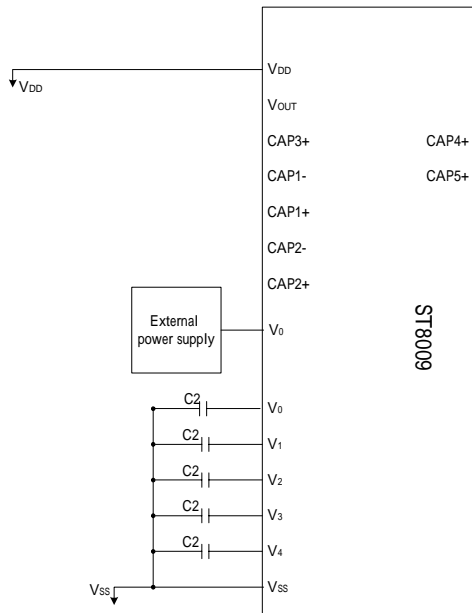 VDD
VDD
VOUT
CAP3+ CAP4+
CAP1- CAP5+
CAP1+
CAP2-
CAP2+
External
power supply
V0
ST8009
C2 V0
C2 V1
C2 V2
C2 V3
C2 V4
VSS VSS